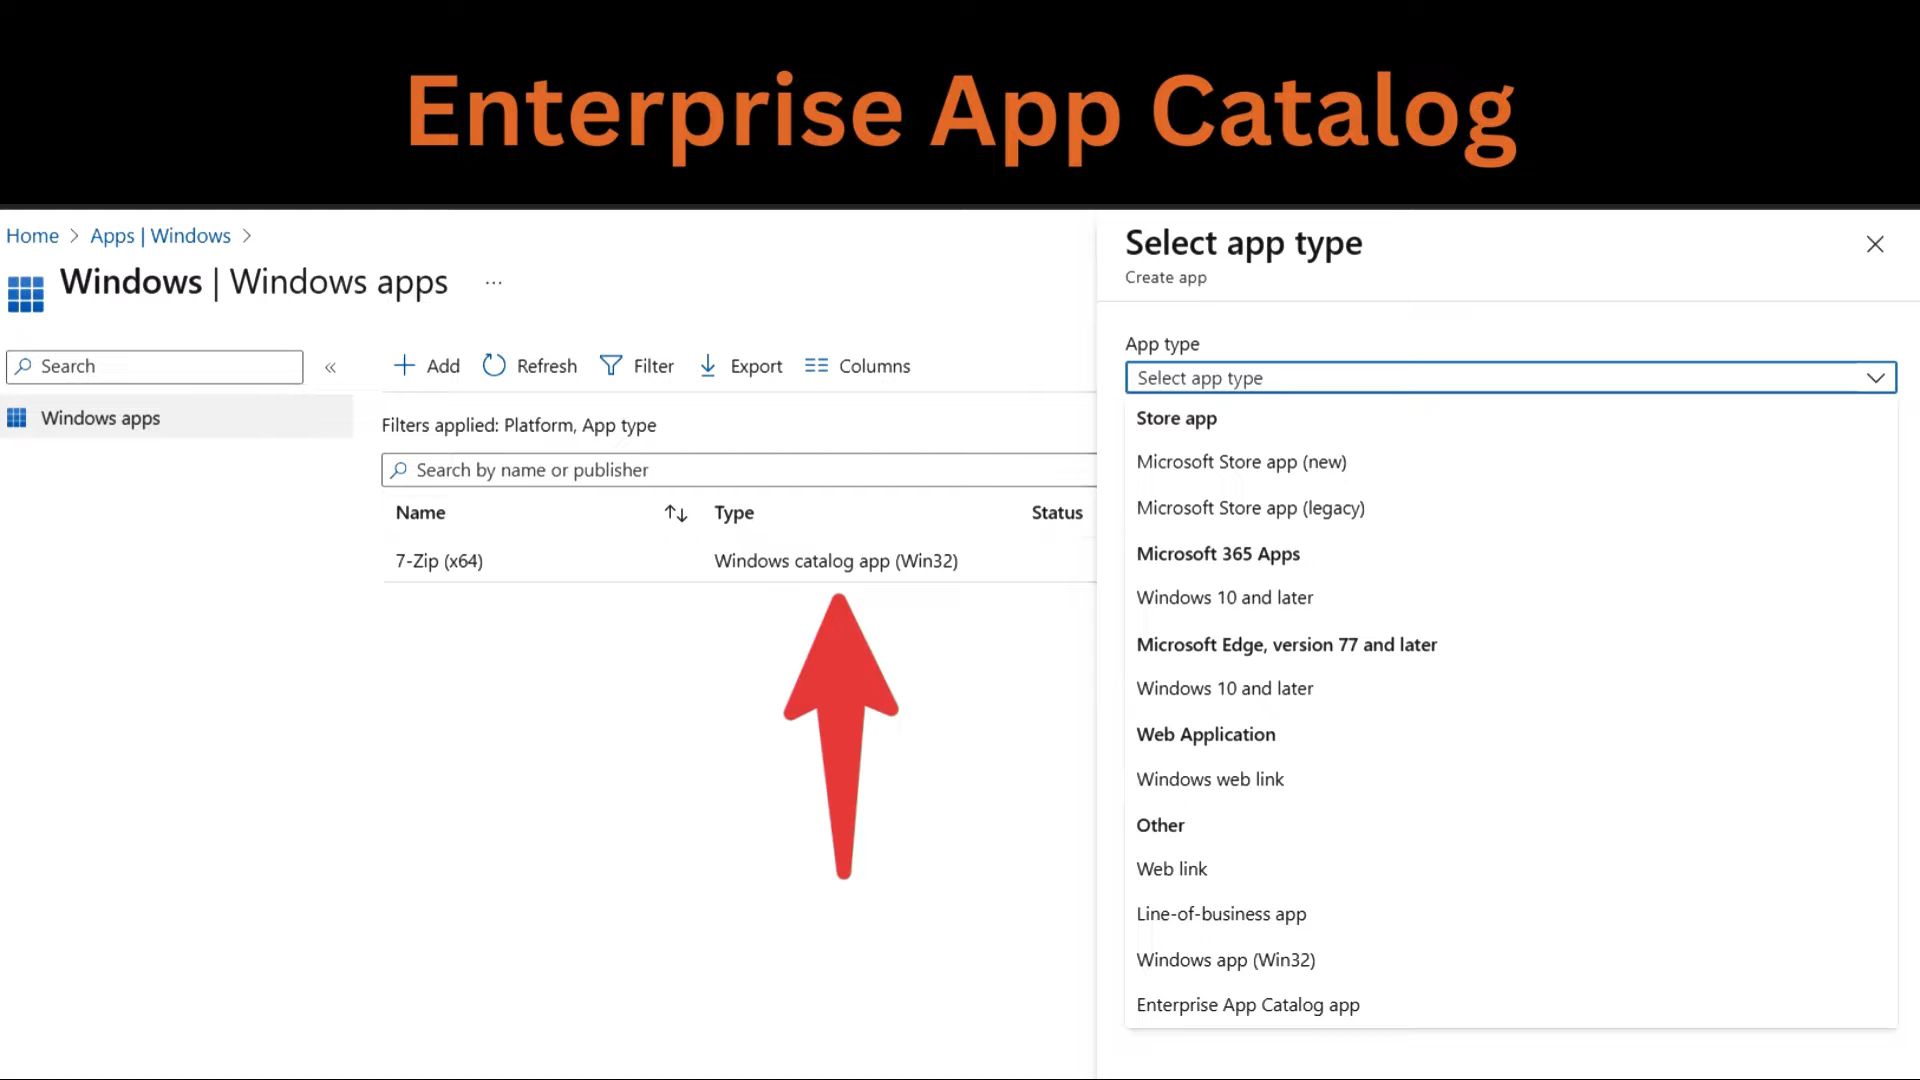 Enterprise App Catalog
Home > Apps | Windows >
Windows | Windows apps ...
Search «
Windows apps
Add Refresh Filter Export Columns
Filters applied: Platform, App type
Search by name or publisher
Name ↑↓ Type Status
7-Zip (x64) Windows catalog app (Win32)
Select app type
Create app
App type
Select app type
Store app
Microsoft Store app (new)
Microsoft Store app (legacy)
Microsoft 365 Apps
Windows 10 and later
Microsoft Edge, version 77 and later
Windows 10 and later
Web Application
Windows web link
Other
Web link
Line-of-business app
Windows app (Win32)
Enterprise App Catalog app